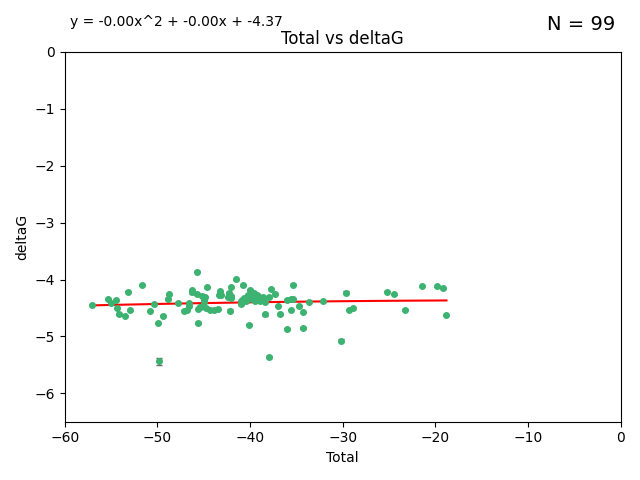 y = -0.00x^2 + -0.00x + -4.37
N = 99
Total vs deltaG
0
−1
−2
−3
−4
−5
−6
deltaG
−60
−50
−40
−30
−20
−10
0
Total